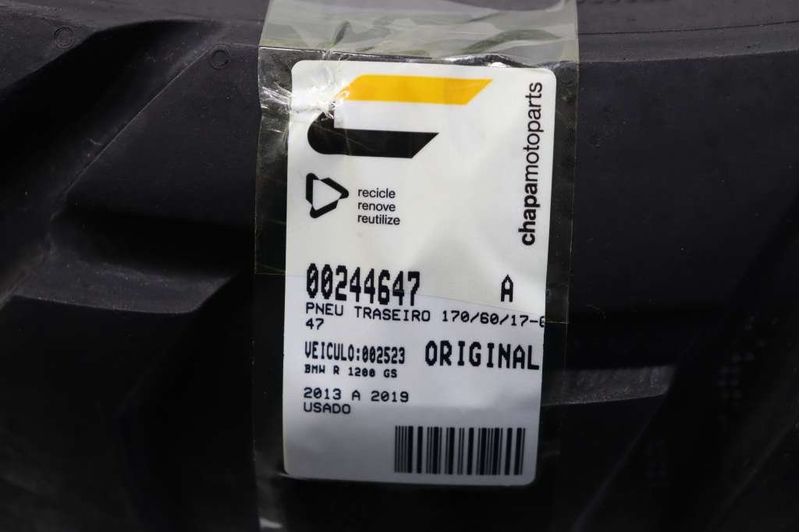 chapamotoparts
recicle
renove
reutilize
00244647 A
PNEU TRASEIRO 170/60/17-
47
VEICULO:002523 ORIGINAL
BMW R 1200 GS
2013 A 2019
USADO